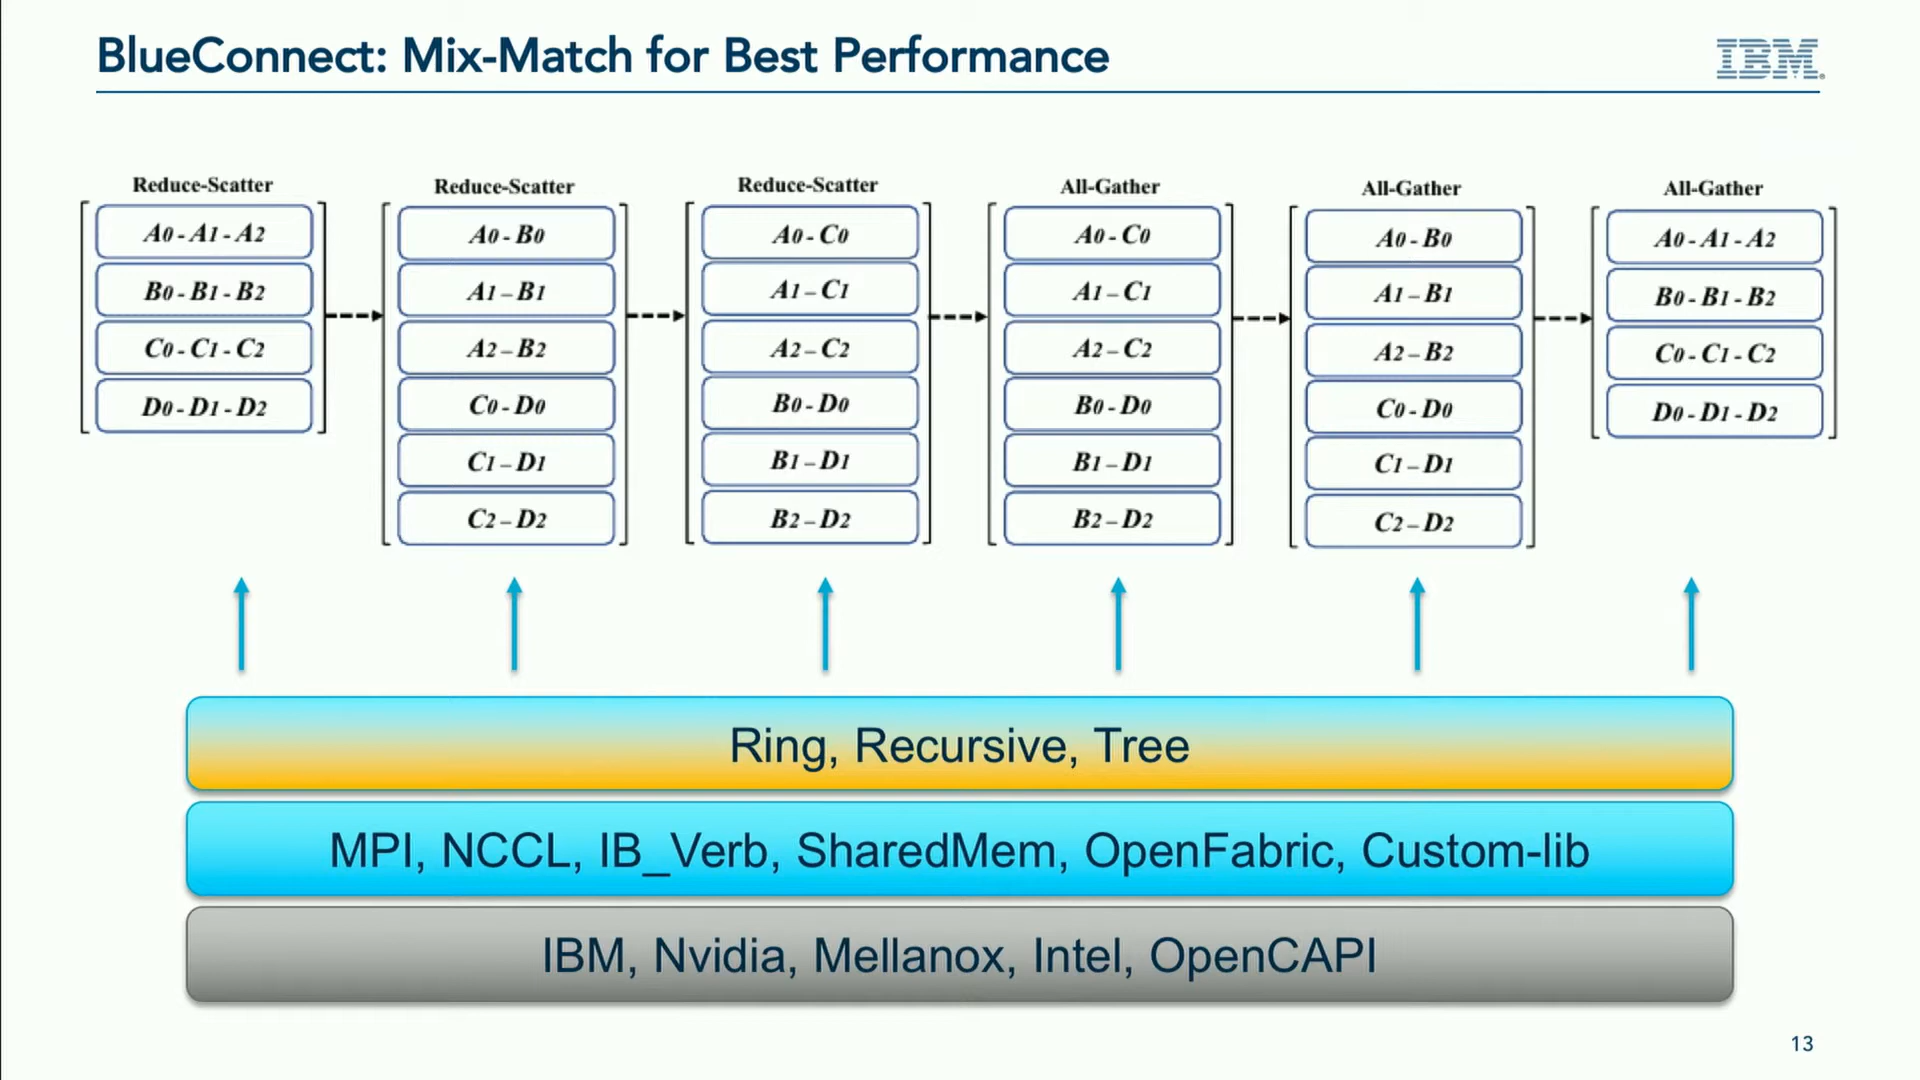 BlueConnect: Mix-Match for Best Performance
IBM®
Reduce-Scatter
A0 - A1 - A2
B0 - B1 - B2
C0 - C1 - C2
D0 - D1 - D2
Reduce-Scatter
A0 - B0
A1 – B1
A2 – B2
C0 - D0
C1 – D1
C2 – D2
Reduce-Scatter
A0 - C0
A1 – C1
A2 – C2
B0 - D0
B1 – D1
B2 – D2
All-Gather
A0 - C0
A1 – C1
A2 – C2
B0 - D0
B1 – D1
B2 – D2
All-Gather
A0 - B0
A1 – B1
A2 – B2
C0 - D0
C1 – D1
C2 – D2
All-Gather
A0 - A1 - A2
B0 - B1 - B2
C0 - C1 - C2
D0 - D1 - D2
Ring, Recursive, Tree
MPI, NCCL, IB_Verb, SharedMem, OpenFabric, Custom-lib
IBM, Nvidia, Mellanox, Intel, OpenCAPI
13